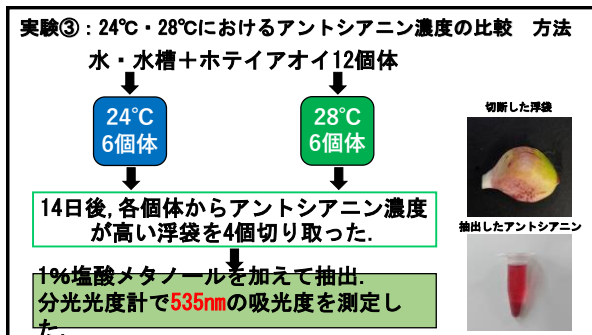 実験③：24℃・28℃におけるアントシアニン濃度の比較　方法
水・水槽＋ホテイアオイ12個体
24℃
6個体
28℃
6個体
切断した浮袋
14日後,各個体からアントシアニン濃度
が高い浮袋を4個切り取った.
抽出したアントシアニン
1%塩酸メタノールを加えて抽出.
分光光度計で535nmの吸光度を測定し
た.